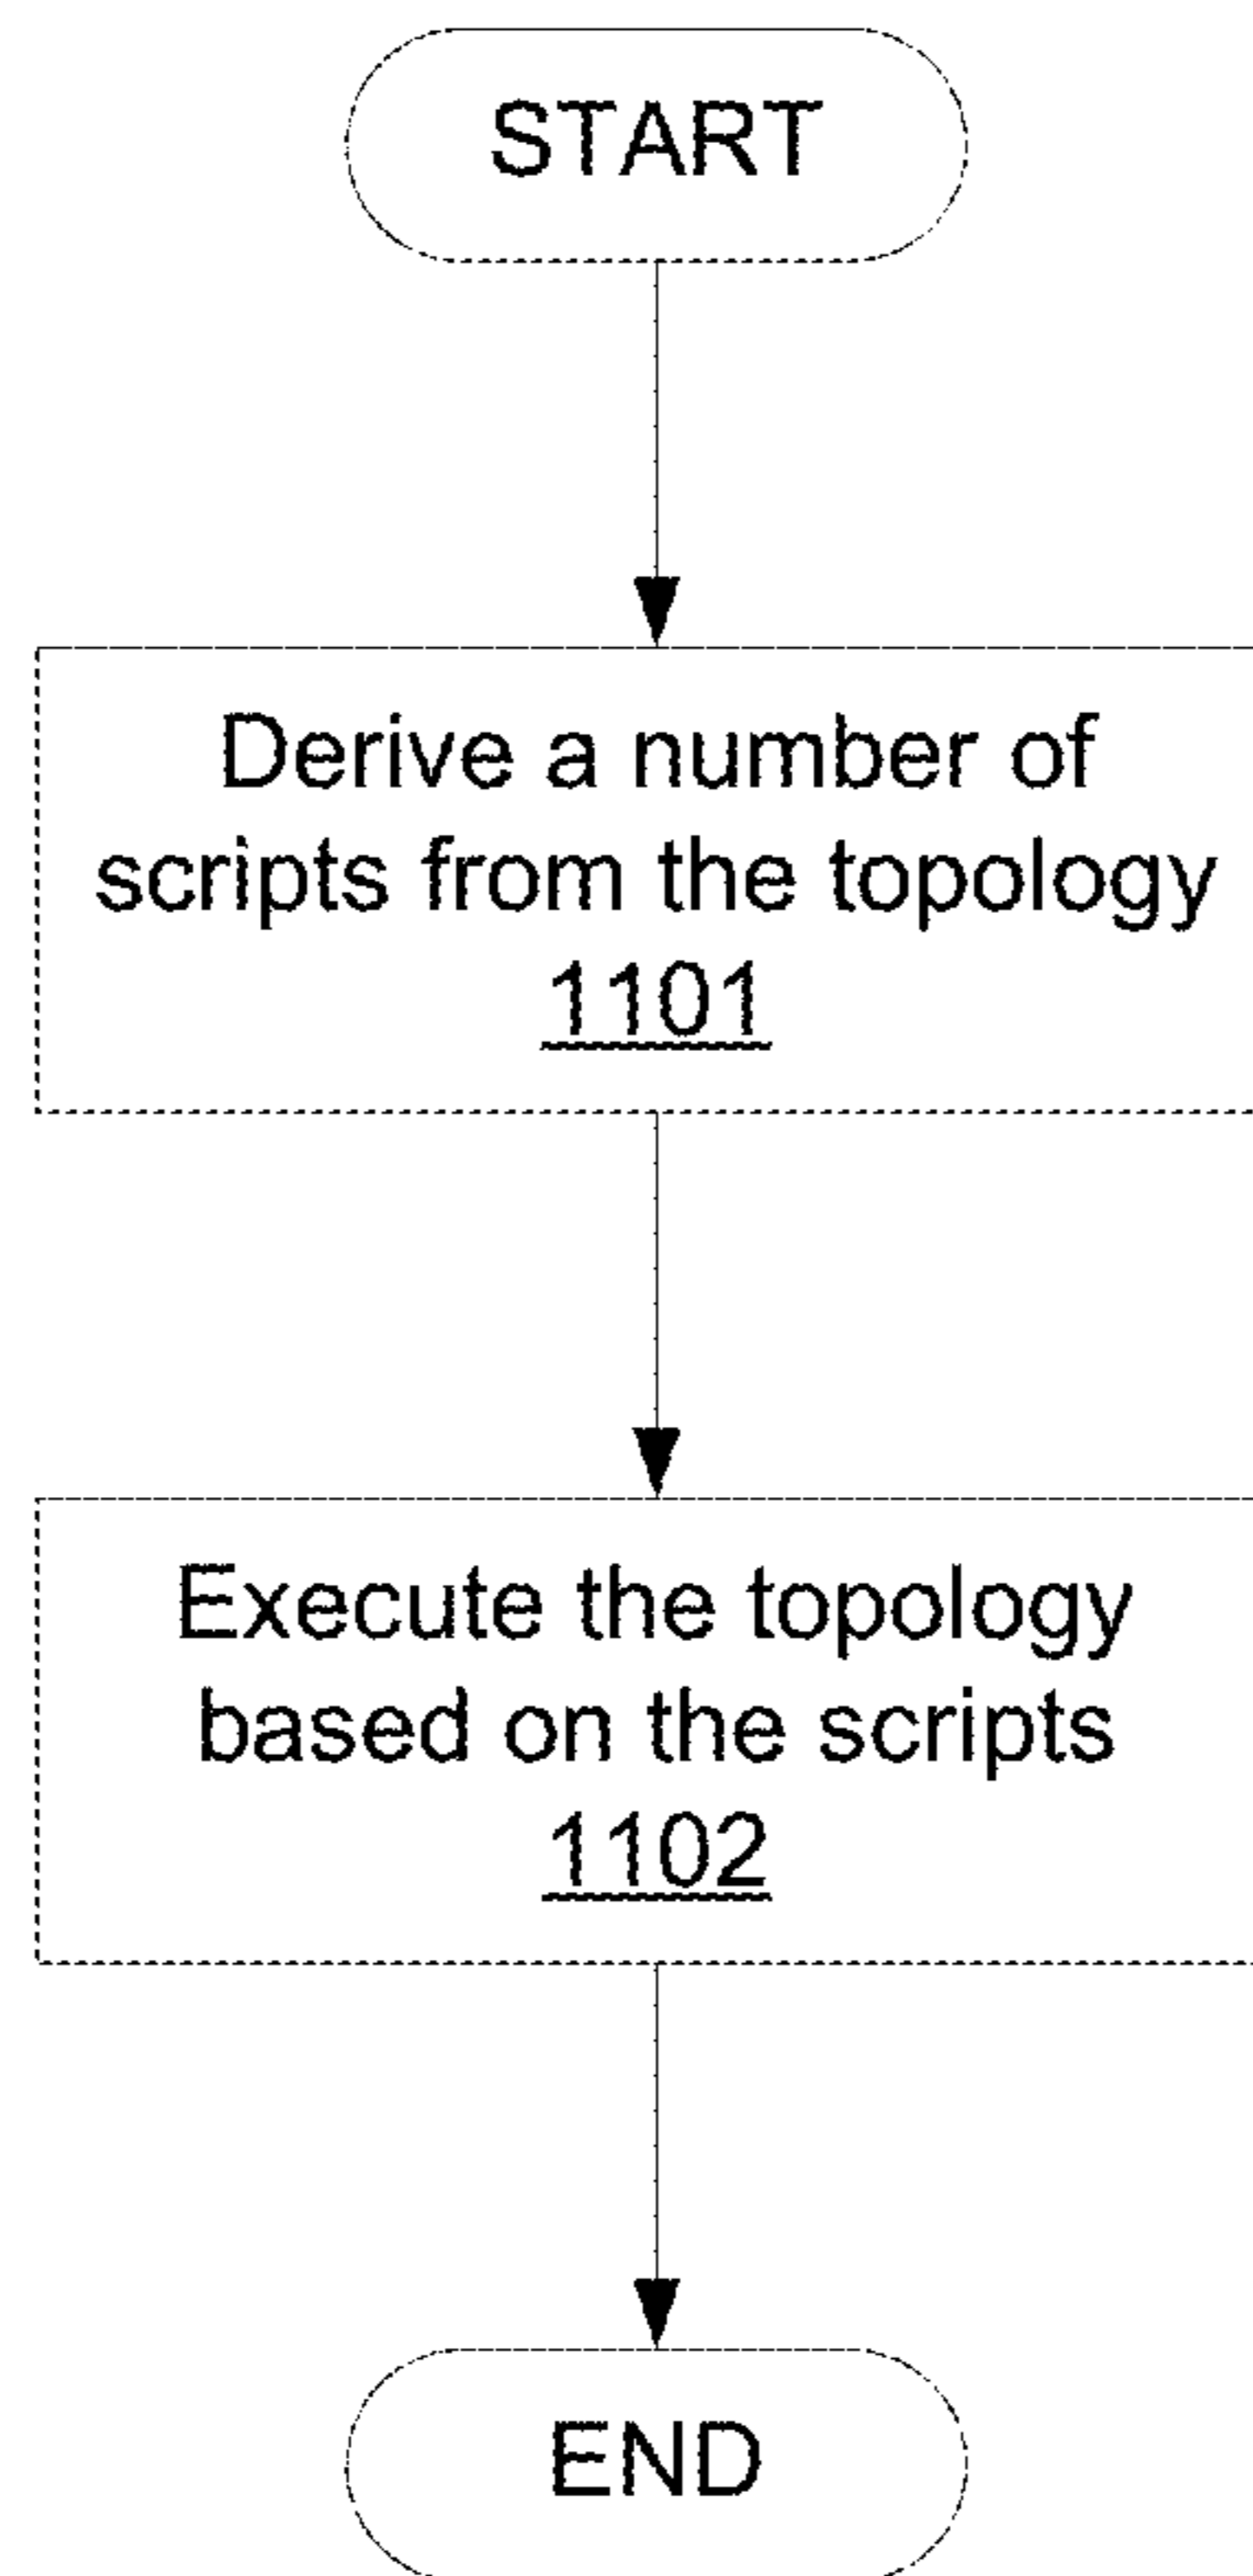 START
Derive a number of
scripts from the topology
1101
Execute the topology
based on the scripts
1102
END